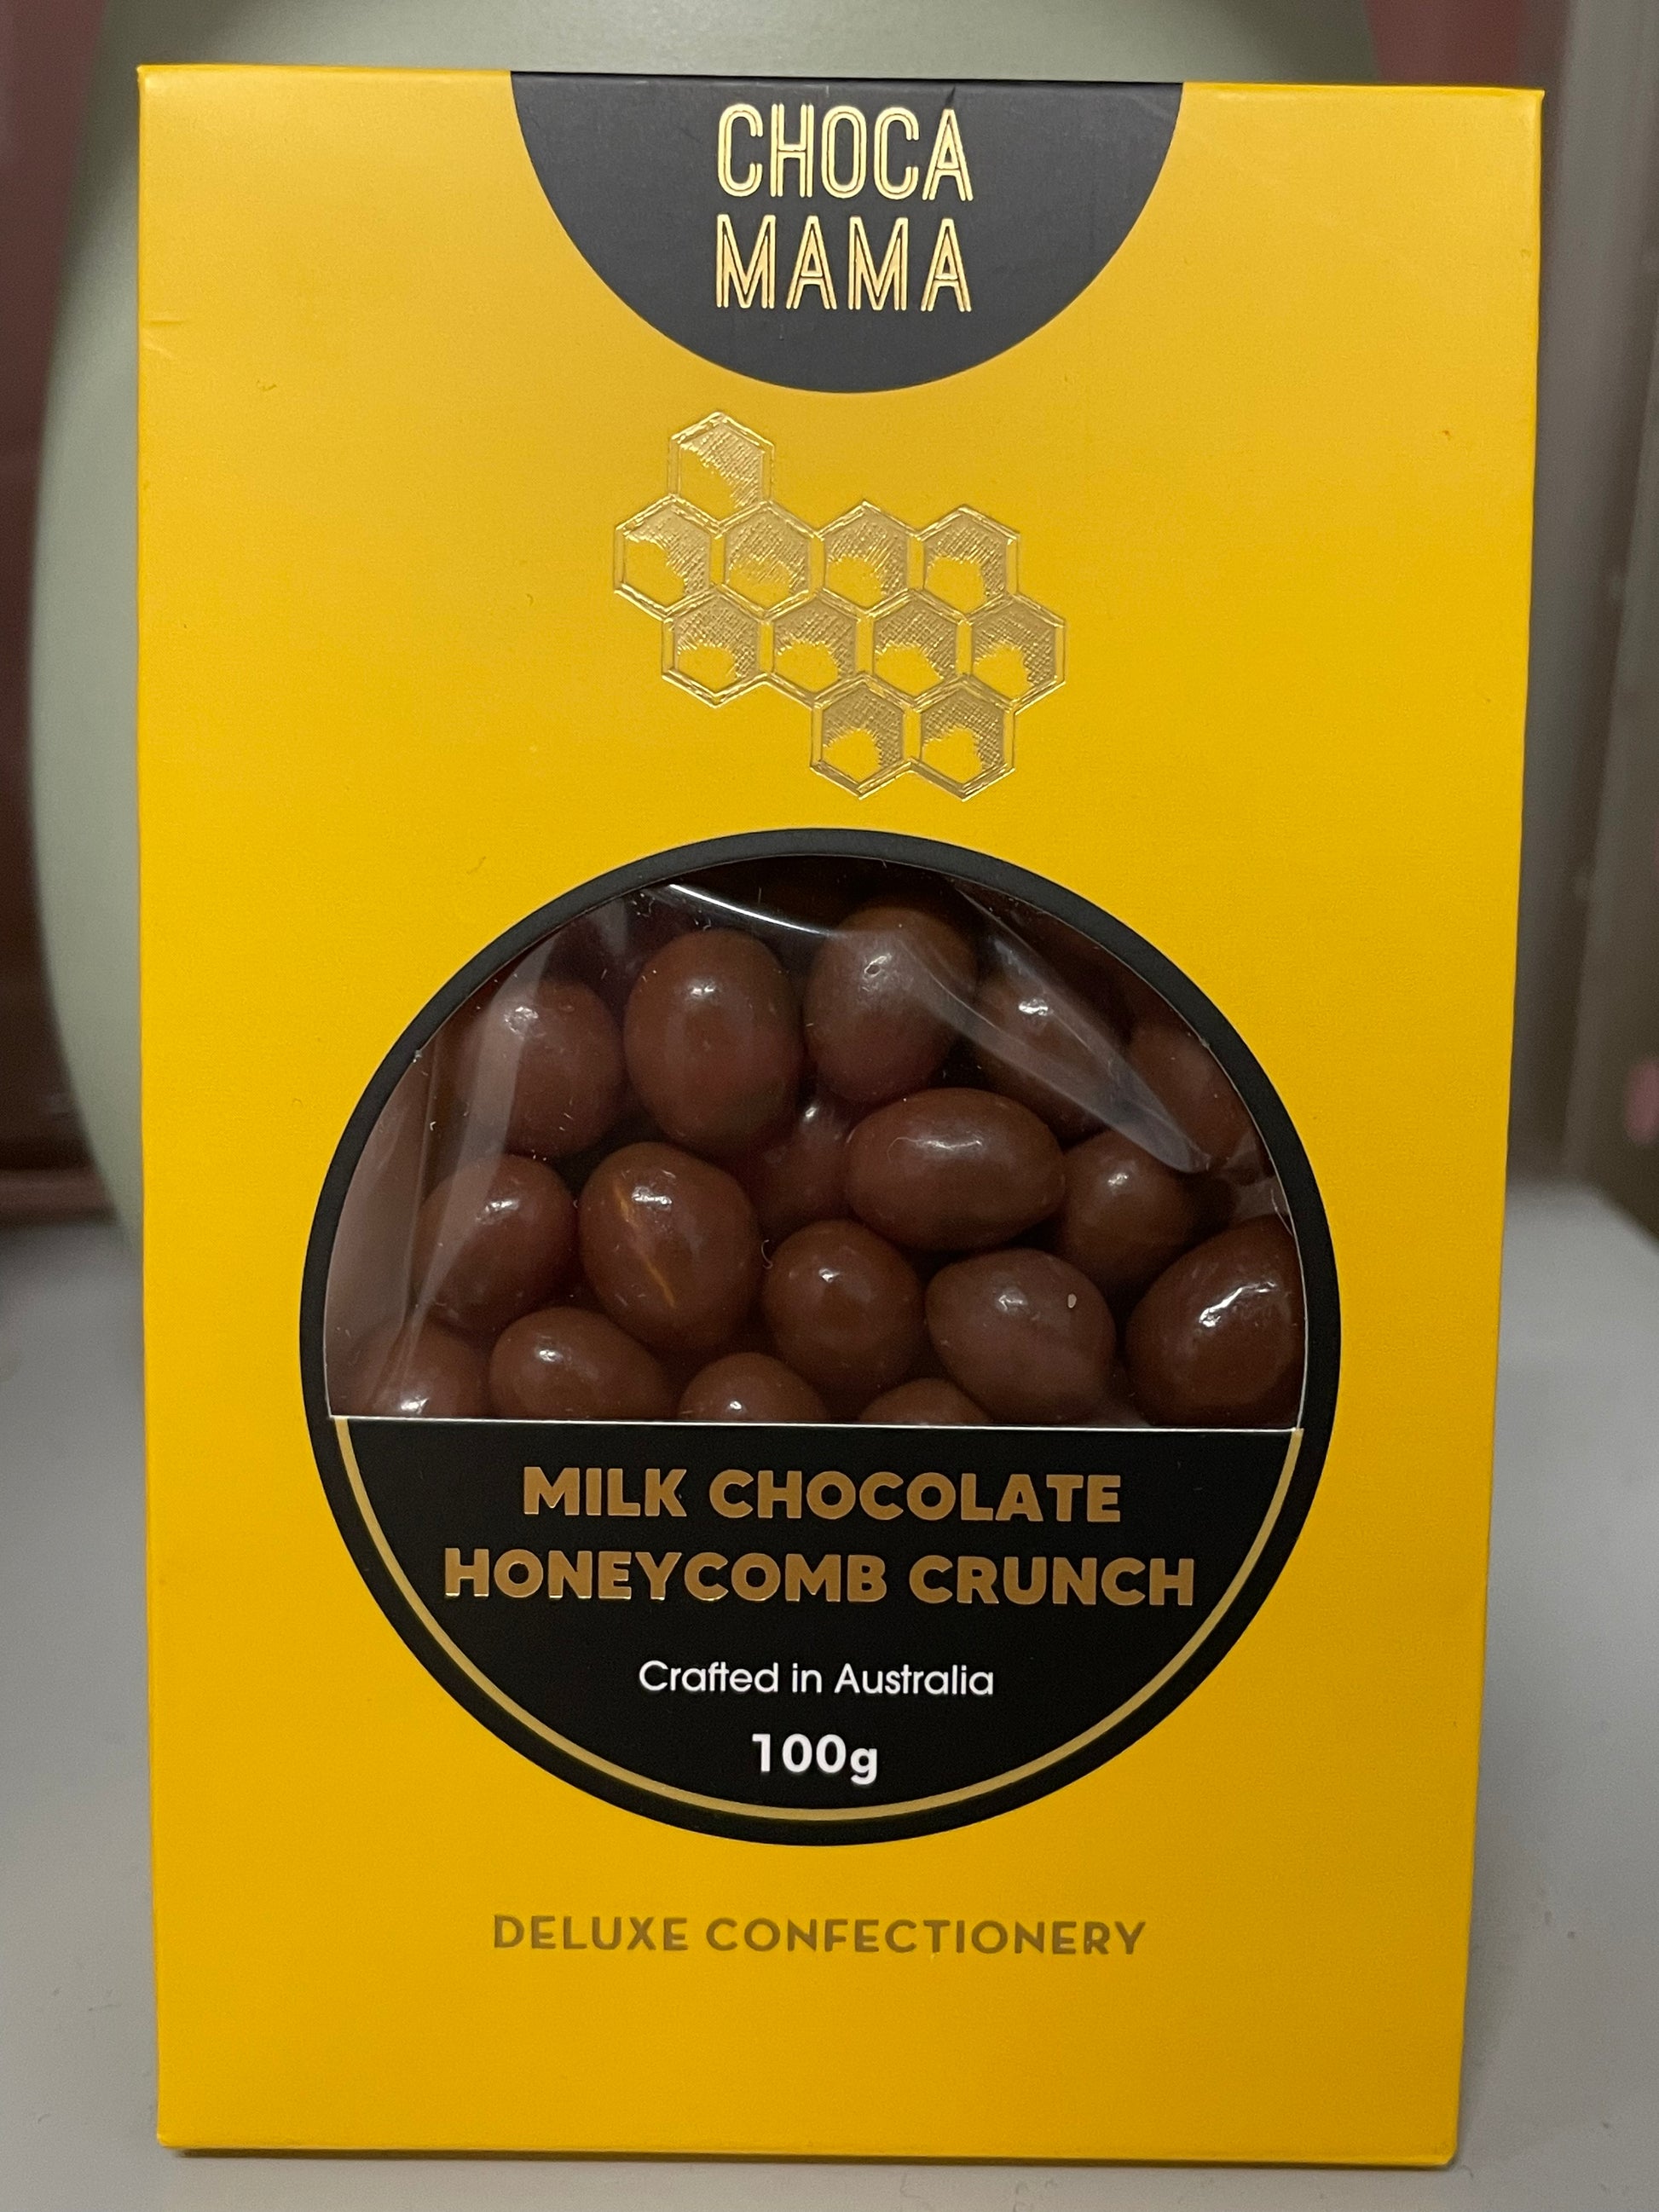 CHOCA
MAMA
MILK CHOCOLATE
HONEYCOMB CRUNCH
Crafted in Australia
100g
DELUXE CONFECTIONERY